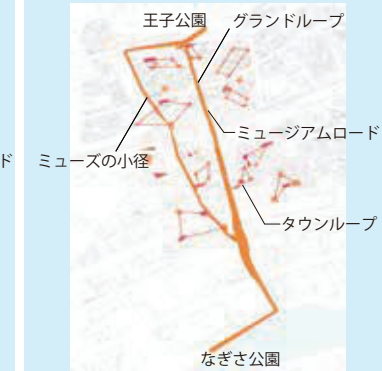 王子公園
グランドループ
ミュージアムロード
ド
ミューズの小径
タウンループ
なぎさ公園